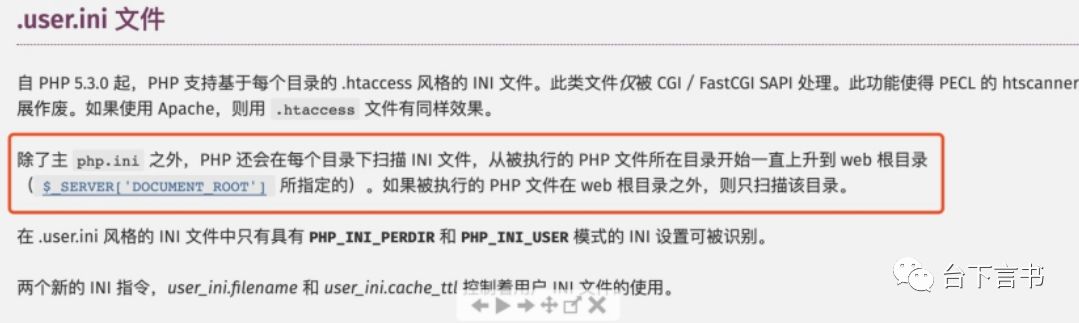 .user.ini 文件
自 PHP 5.3.0 起，PHP 支持基于每个目录的 .htaccess 风格的 INI 文件。此类文件仅被 CGI／FastCGI SAPI 处理。此功能使得 PECL 的 htscanner
展作废。如果使用 Apache，则用 .htaccess 文件有同样效果。
除了主 php.ini 之外，PHP 还会在每个目录下扫描 INI 文件，从被执行的 PHP 文件所在目录开始一直上升到 web 根目录
（$_SERVER['DOCUMENT_ROOT'] 所指定的）。如果被执行的 PHP 文件在 web 根目录之外，则只扫描该目录。
在 .user.ini 风格的 INI 文件中只有具有 PHP_INI_PERDIR 和 PHP_INI_USER 模式的 INI 设置可被识别。
两个新的 INI 指令，user_ini.filename 和 user_ini.cache_ttl 控制着用户 INI 文件的使用。
台下言书